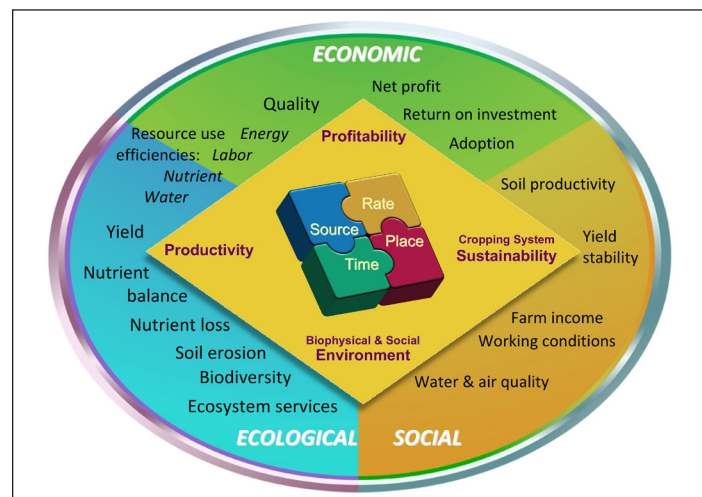 ECONOMIC
Net profit
Quality
Return on investment
Adoption
Resource use Energy
efficiencies: Labor
Nutrient
Water
Profitability
Soil productivity
Rate
Source
Place
Time
Yield
Productivity
Cropping System
Sustainability
Yield
stability
Nutrient
balance
Nutrient loss
Soil erosion
Biodiversity
Ecosystem services
Biophysical & Social
Environment
Farm income
Working conditions
Water & air quality
ECOLOGICAL
SOCIAL